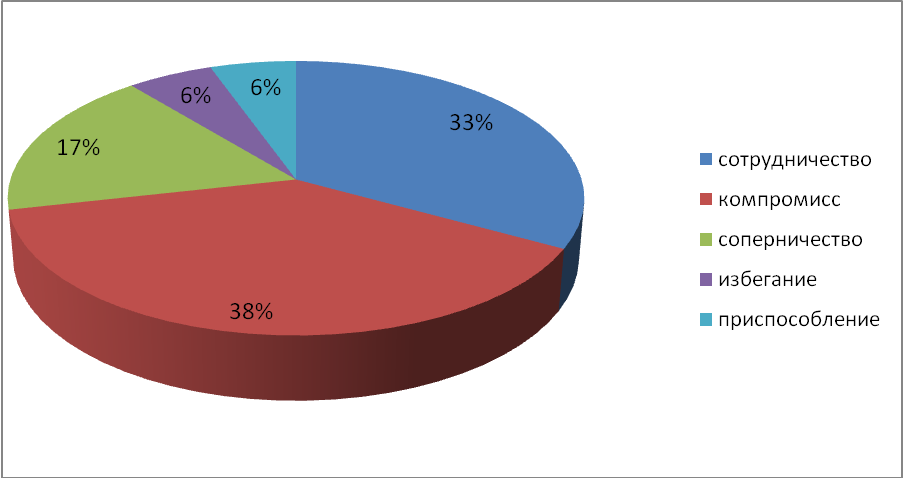 6%
6%
33%
17%
38%
сотрудничество
компромисс
соперничество
избегание
приспособление